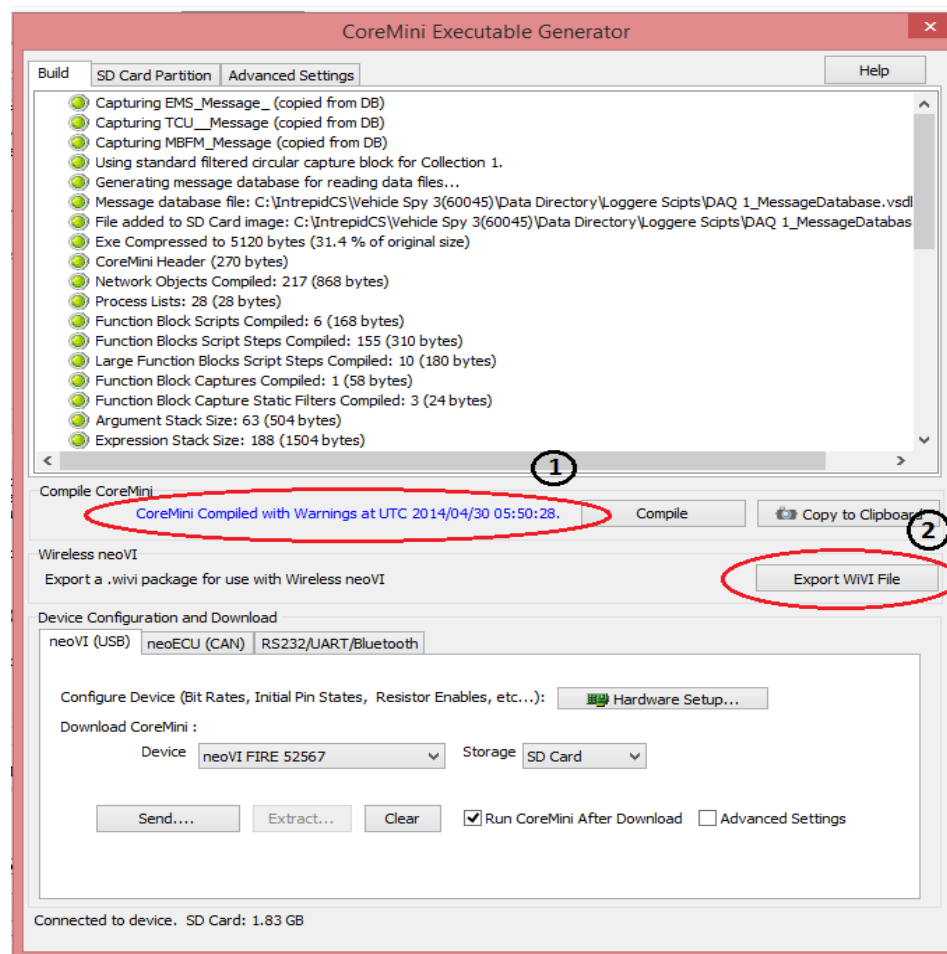 CoreMini Executable Generator
Build SD Card Partition Advanced Settings Help
Capturing EMS_Message_ (copied from DB)
Capturing TCU__Message (copied from DB)
Capturing MBFM_Message (copied from DB)
Using standard filtered circular capture block for Collection 1.
Generating message database for reading data files...
Message database file: C:\IntrepidCS\Vehicle Spy 3(60045)\Data Directory\Loggere Scipts\DAQ 1_MessageDatabase.vsdl
File added to SD Card image: C:\IntrepidCS\Vehicle Spy 3(60045)\Data Directory\Loggere Scipts\DAQ 1_MessageDatabas
Exe Compressed to 5120 bytes (31.4 % of original size)
CoreMini Header (270 bytes)
Network Objects Compiled: 217 (868 bytes)
Process Lists: 28 (28 bytes)
Function Block Scripts Compiled: 6 (168 bytes)
Function Blocks Script Steps Compiled: 155 (310 bytes)
Large Function Blocks Script Steps Compiled: 10 (180 bytes)
Function Block Captures Compiled: 1 (58 bytes)
Function Block Capture Static Filters Compiled: 3 (24 bytes)
Argument Stack Size: 63 (504 bytes)
Expression Stack Size: 188 (1504 bytes)
1
Compile CoreMini
CoreMini Compiled with Warnings at UTC 2014/04/30 05:50:28. Compile Copy to Clipboard
2
Wireless neoVI
Export a .wivi package for use with Wireless neoVI Export WiVI File
Device Configuration and Download
neoVI (USB) neoECU (CAN) RS232/UART/Bluetooth
Configure Device (Bit Rates, Initial Pin States, Resistor Enables, etc...): Hardware Setup...
Download CoreMini :
Device neoVI FIRE 52567 Storage SD Card
Send.... Extract... Clear Run CoreMini After Download Advanced Settings
Connected to device. SD Card: 1.83 GB